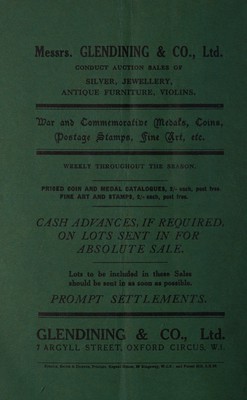 Messrs. GLENDINING & CO., Ltd.
CONDUCT AUCTION SALES OF
SILVER, JEWELLERY,
ANTIQUE FURNITURE, VIOLINS.
War and Commemorative Medals, Coins,
Postage Stamps, Fine Art, etc.
WEEKLY THROUGHOUT THE SEASON.
PRICED COIN AND MEDAL CATALOGUES, each, post free.
FINE ART AND STAMPS, each, post free.
CASH ADVANCES, IF REQUIRED,
ON LOTS SENT IN FOR
ABSOLUTE SALE.
Lots to be included in these Sales
should be sent in as soon as possible.
PROMPT SETTLEMENTS.
GLENDINING & CO., Ltd.
7 ARGYLL STREET, OXFORD CIRCUS, W.1.